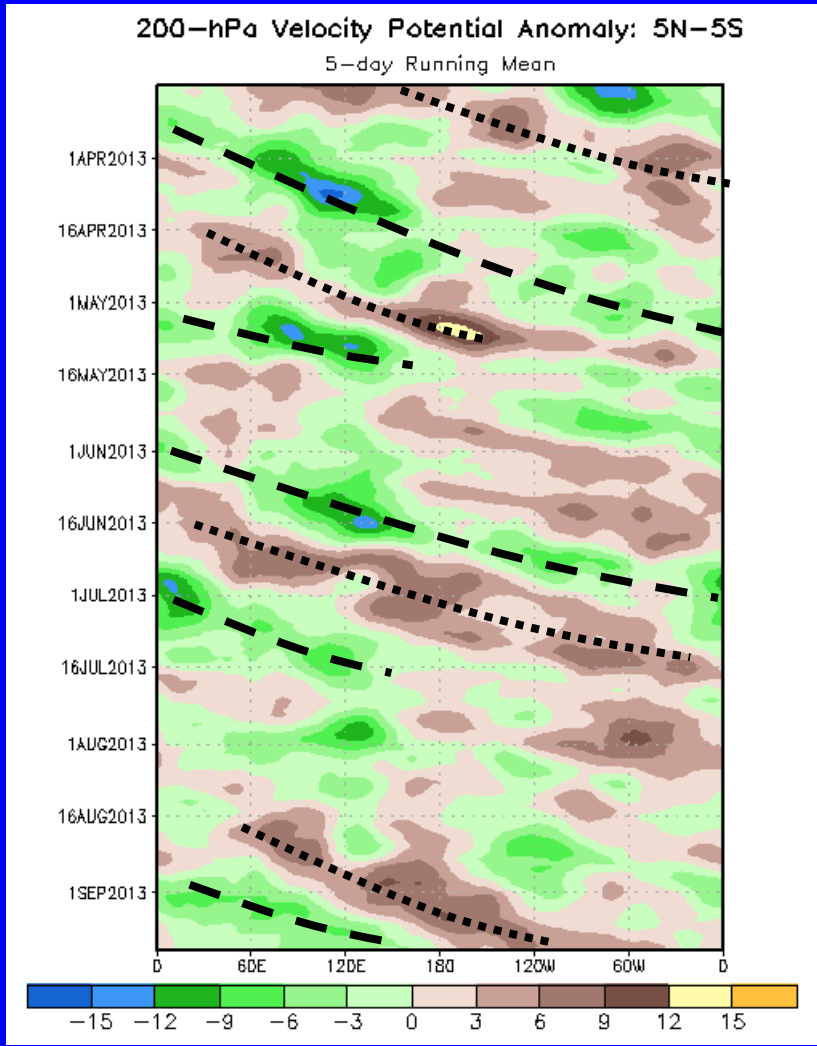 200-hPa Velocity Potential Anomaly: 5N-5S
5-day Running Mean
1APR2013
16APR2013
1MAY2013
16MAY2013
1JUN2013
16JUN2013
1JUL2013
16JUL2013
1AUG2013
16AUG2013
1SEP2013
0 60E 120E 180 120W 60W 0
-15 -12 -9 -6 -3 0 3 6 9 12 15